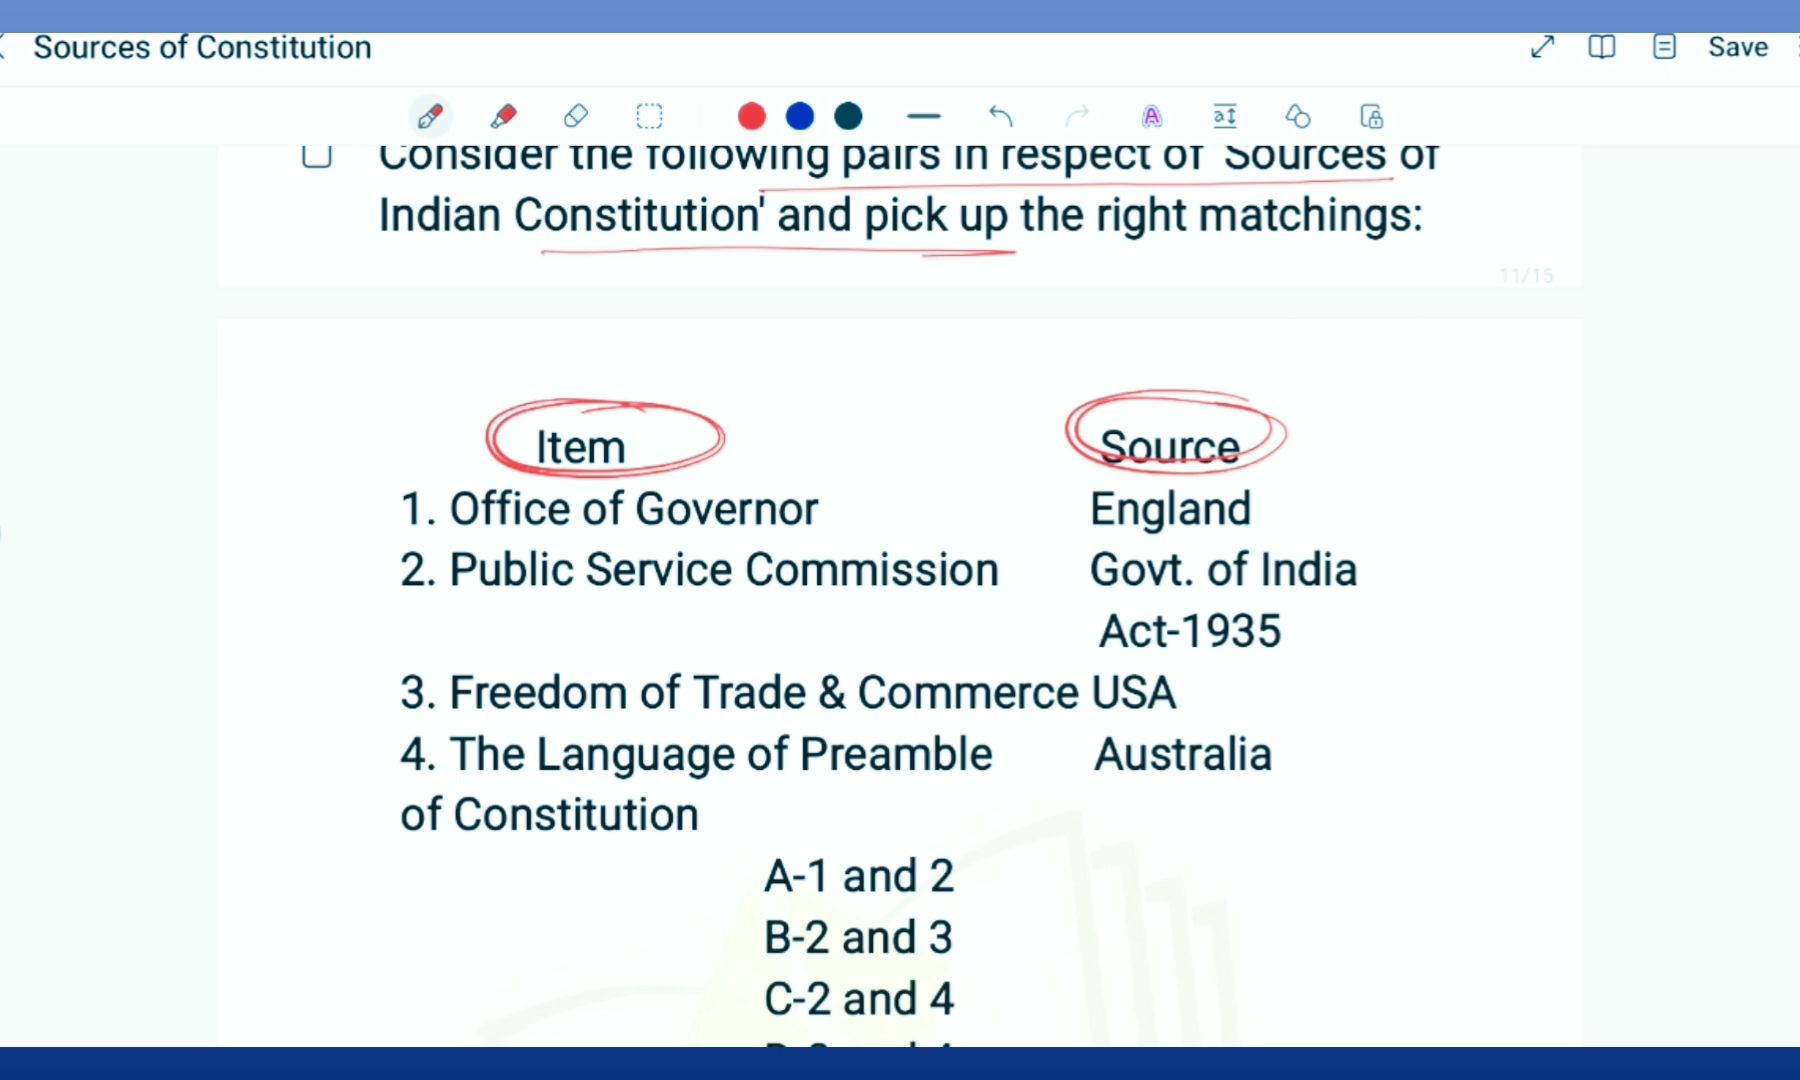 Sources of Constitution
Save
Consider the following pairs in respect of 'Sources of
Indian Constitution' and pick up the right matchings:
11/15
Item Source
1. Office of Governor England
2. Public Service Commission Govt. of India
Act-1935
3. Freedom of Trade & Commerce USA
4. The Language of Preamble Australia
of Constitution
A-1 and 2
B-2 and 3
C-2 and 4